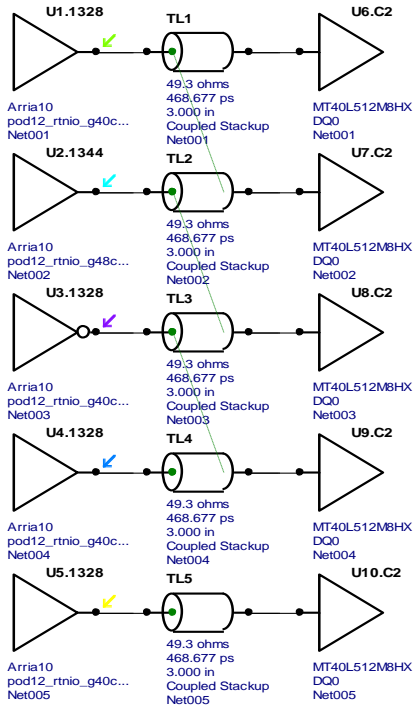 U1.1328
TL1
U6.C2
Arria10
pod12_rtnio_g40c...
Net001
49.3 ohms
468.677 ps
3.000 in
Coupled Stackup
Net001
MT40L512M8HX
DQ0
Net001
U2.1344
TL2
U7.C2
Arria10
pod12_rtnio_g48c...
Net002
49.3 ohms
468.677 ps
3.000 in
Coupled Stackup
Net002
MT40L512M8HX
DQ0
Net002
U3.1328
TL3
U8.C2
Arria10
pod12_rtnio_g40c...
Net003
49.3 ohms
468.677 ps
3.000 in
Coupled Stackup
Net003
MT40L512M8HX
DQ0
Net003
U4.1328
TL4
U9.C2
Arria10
pod12_rtnio_g40c...
Net004
49.3 ohms
468.677 ps
3.000 in
Coupled Stackup
Net004
MT40L512M8HX
DQ0
Net004
U5.1328
TL5
U10.C2
Arria10
pod12_rtnio_g40c...
Net005
49.3 ohms
468.677 ps
3.000 in
Coupled Stackup
Net005
MT40L512M8HX
DQ0
Net005